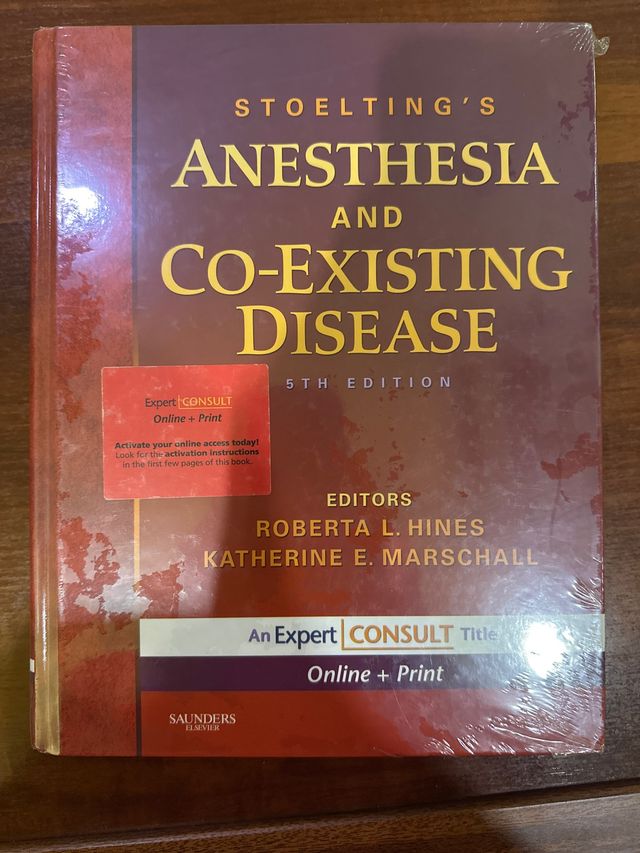 STOELTING'S
ANESTHESIA
AND
CO-EXISTING
DISEASE
5TH EDITION
Expert CONSULT
Online + Print
Activate your online access today!
Look for the activation instructions
in the first few pages of this book.
EDITORS
ROBERTA L. HINES
KATHERINE E. MARSCHALL
An Expert CONSULT Title
Online + Print
SAUNDERS
ELSEVIER